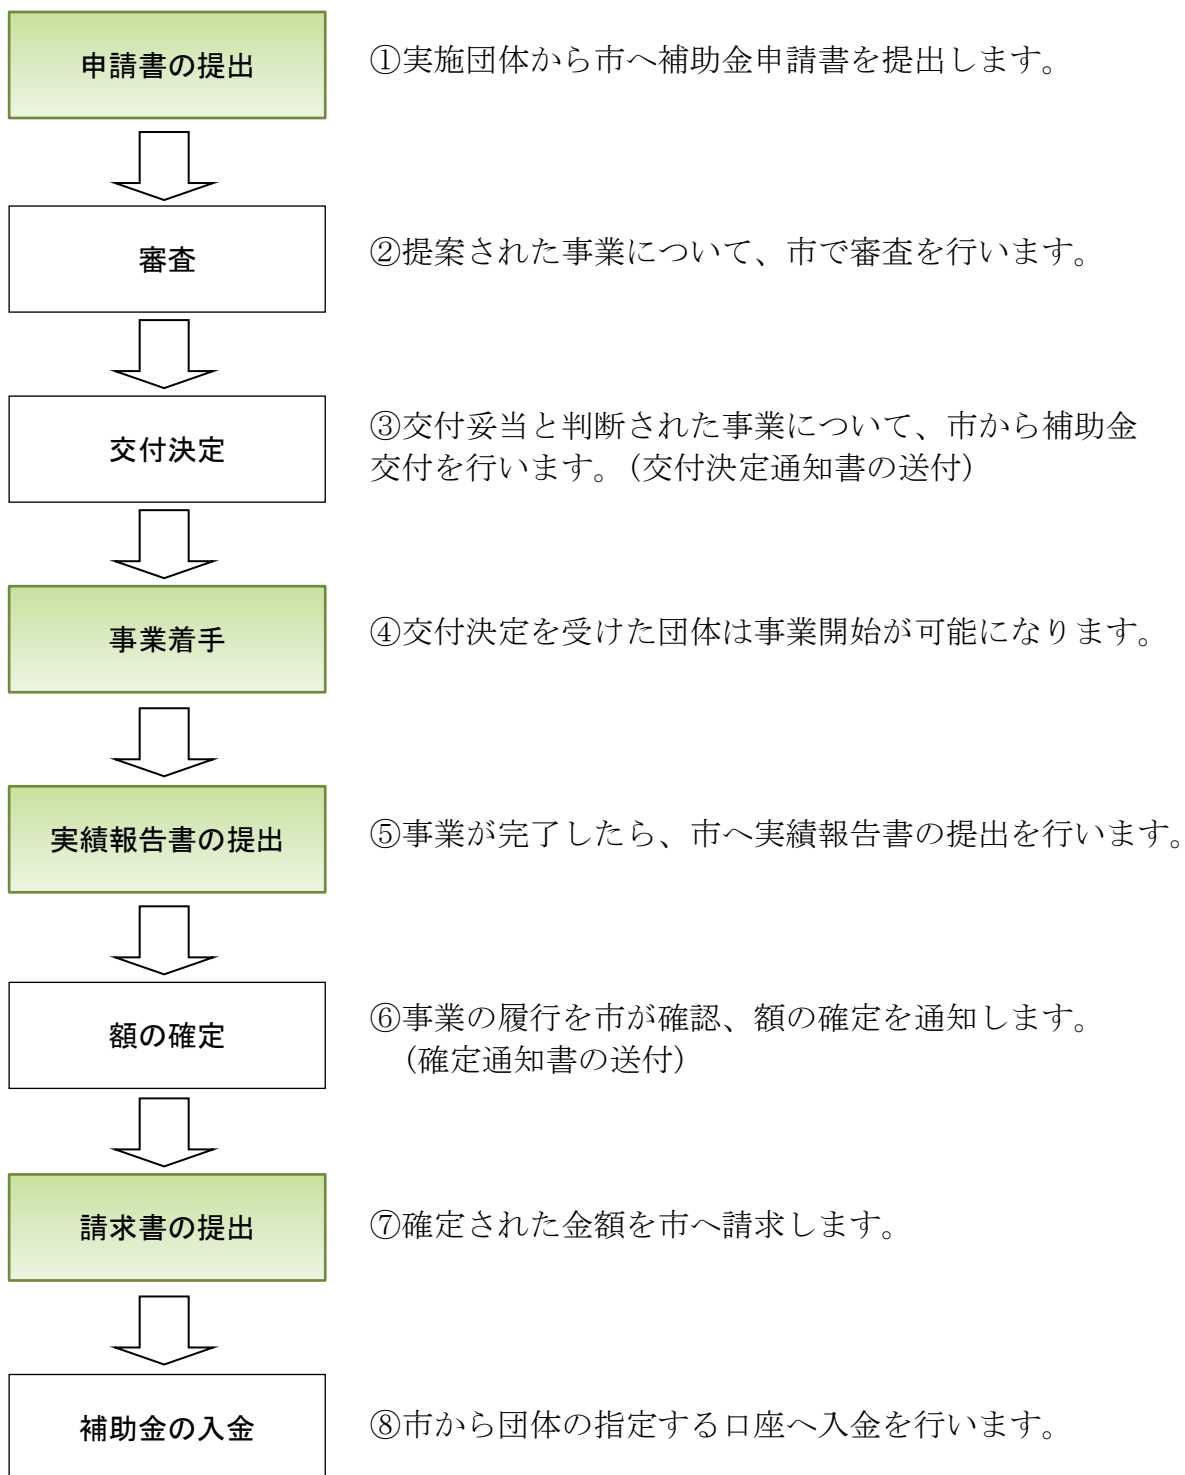 申請書の提出
①実施団体から市へ補助金申請書を提出します。
審査
②提案された事業について、市で審査を行います。
交付決定
③交付妥当と判断された事業について、市から補助金
交付を行います。（交付決定通知書の送付）
事業着手
④交付決定を受けた団体は事業開始が可能になります。
実績報告書の提出
⑤事業が完了したら、市へ実績報告書の提出を行います。
額の確定
⑥事業の履行を市が確認、額の確定を通知します。
（確定通知書の送付）
請求書の提出
⑦確定された金額を市へ請求します。
補助金の入金
⑧市から団体の指定する口座へ入金を行います。